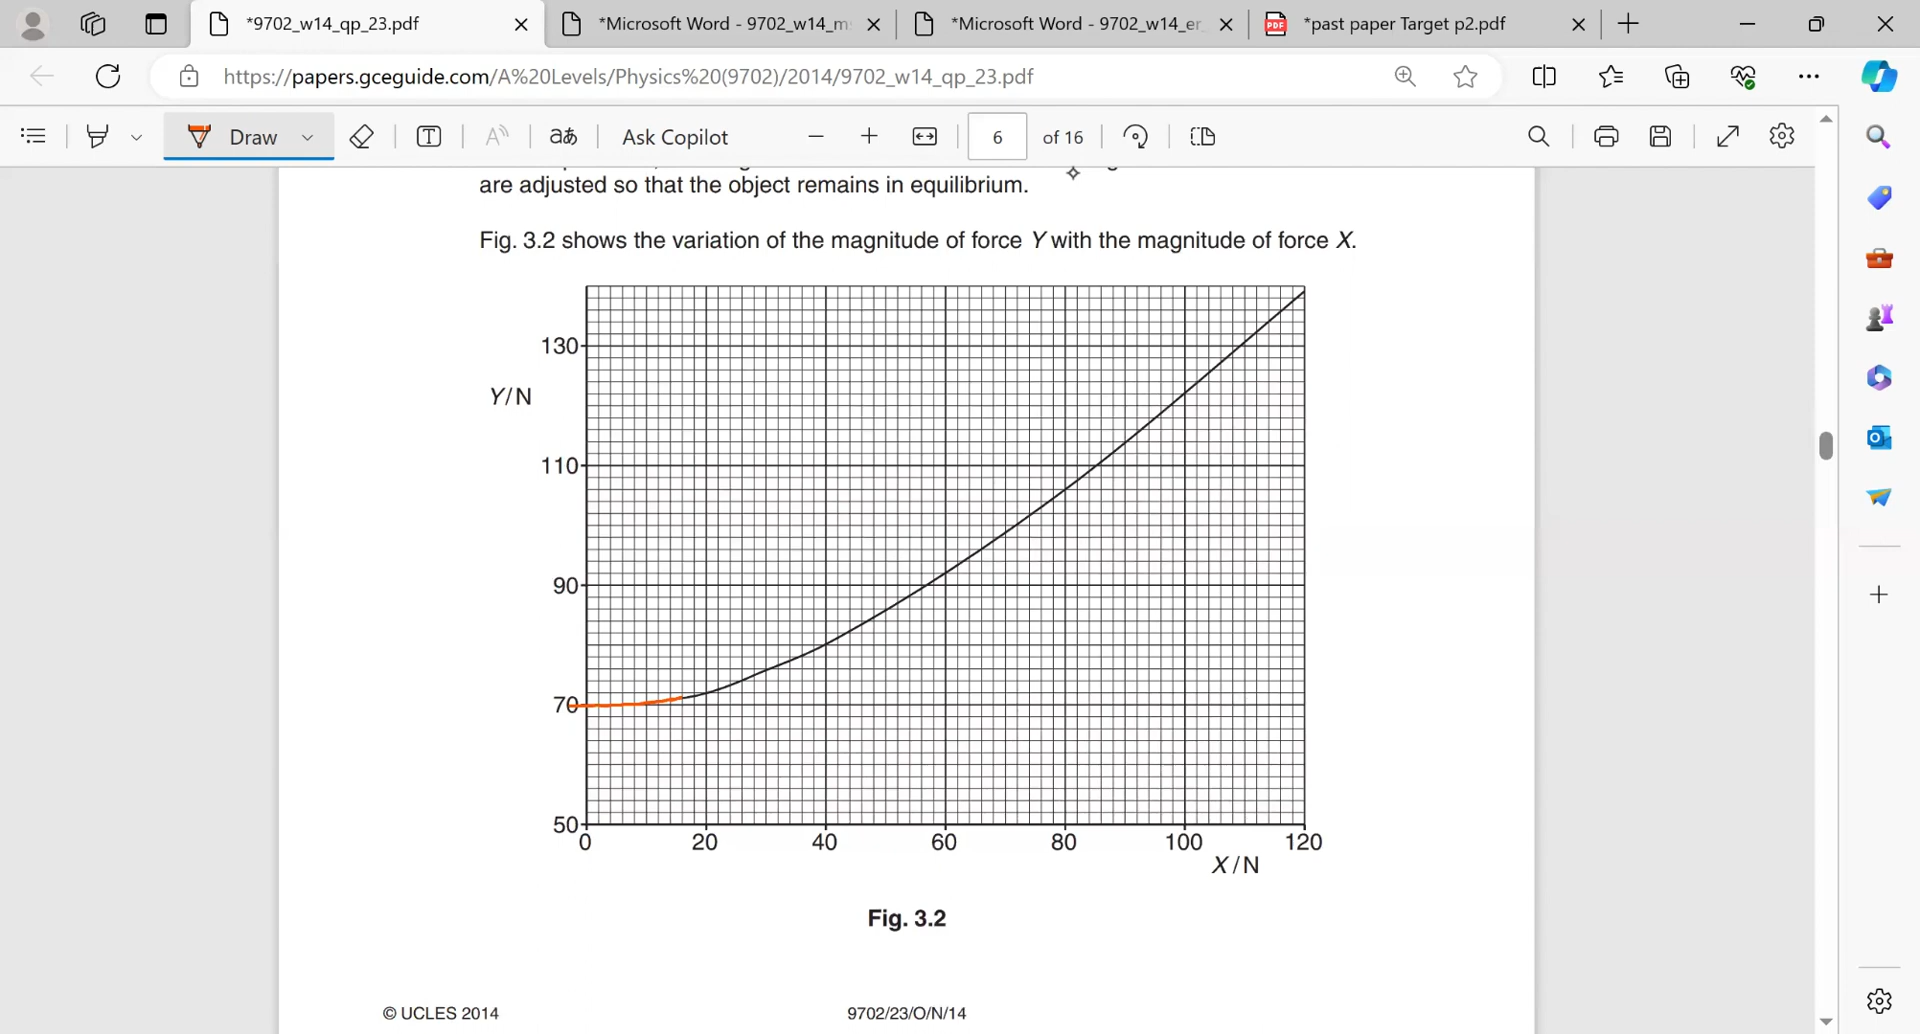 *9702_w14_qp_23.pdf
*Microsoft Word - 9702_w14_m
*Microsoft Word - 9702_w14_er
*past paper Target p2.pdf
https://papers.gceguide.com/A%20Levels/Physics%20(9702)/2014/9702_w14_qp_23.pdf
Draw
T
A
aあ
Ask Copilot
6 of 16
are adjusted so that the object remains in equilibrium.
Fig. 3.2 shows the variation of the magnitude of force Y with the magnitude of force X.
130
Y/N
110
90
70
50
0 20 40 60 80 100 120
X/N
Fig. 3.2
© UCLES 2014
9702/23/O/N/14